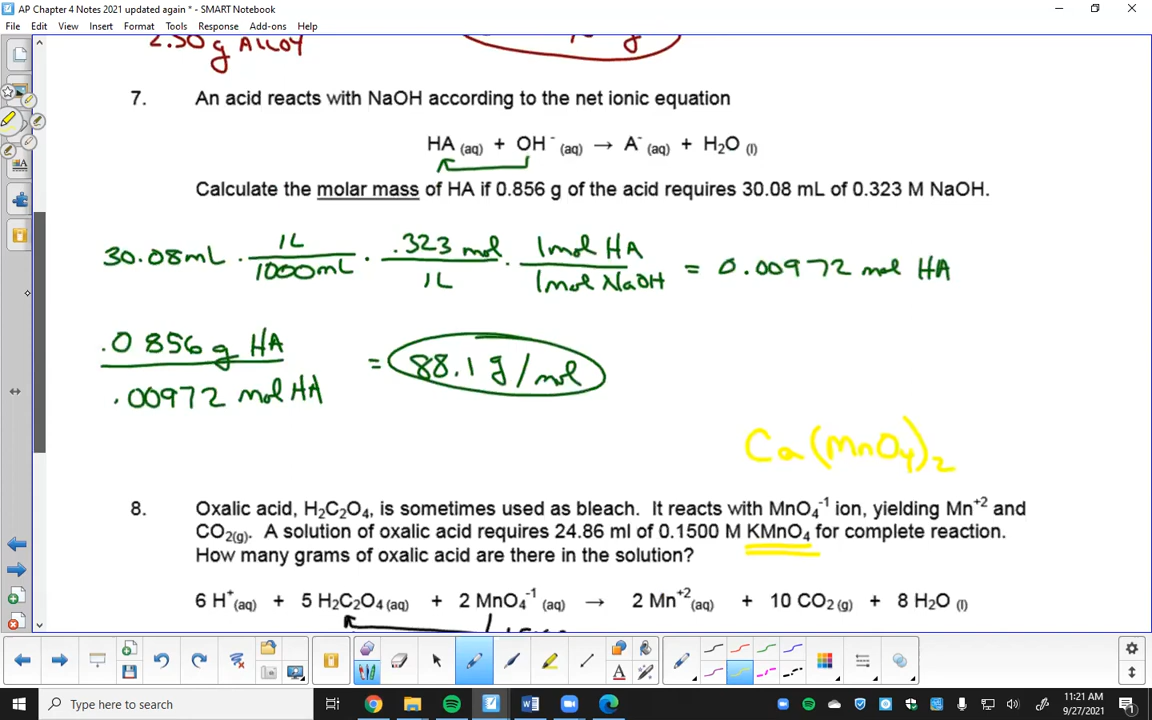 AP Chapter 4 Notes 2021 updated again * - SMART Notebook
File Edit View Insert Format Tools Response Add-ons Help
2.50 g ALLOY
7. An acid reacts with NaOH according to the net ionic equation
HA (aq) + OH⁻ (aq) → A⁻ (aq) + H₂O (l)
Calculate the molar mass of HA if 0.856 g of the acid requires 30.08 mL of 0.323 M NaOH.
30.08mL · 1L/1000mL · .323 mol/1L · 1mol HA/1mol NaOH = 0.00972 mol HA
.0856 g HA/.00972 mol HA = 88.1 g/mol
Ca(MnO₄)₂
8. Oxalic acid, H₂C₂O₄, is sometimes used as bleach. It reacts with MnO₄⁻¹ ion, yielding Mn⁺² and
CO₂(g). A solution of oxalic acid requires 24.86 ml of 0.1500 M KMnO₄ for complete reaction.
How many grams of oxalic acid are there in the solution?
6 H⁺(aq) + 5 H₂C₂O₄ (aq) + 2 MnO₄⁻¹ (aq) → 2 Mn⁺²(aq) + 10 CO₂ (g) + 8 H₂O (l)
Type here to search
11:21 AM
9/27/2021